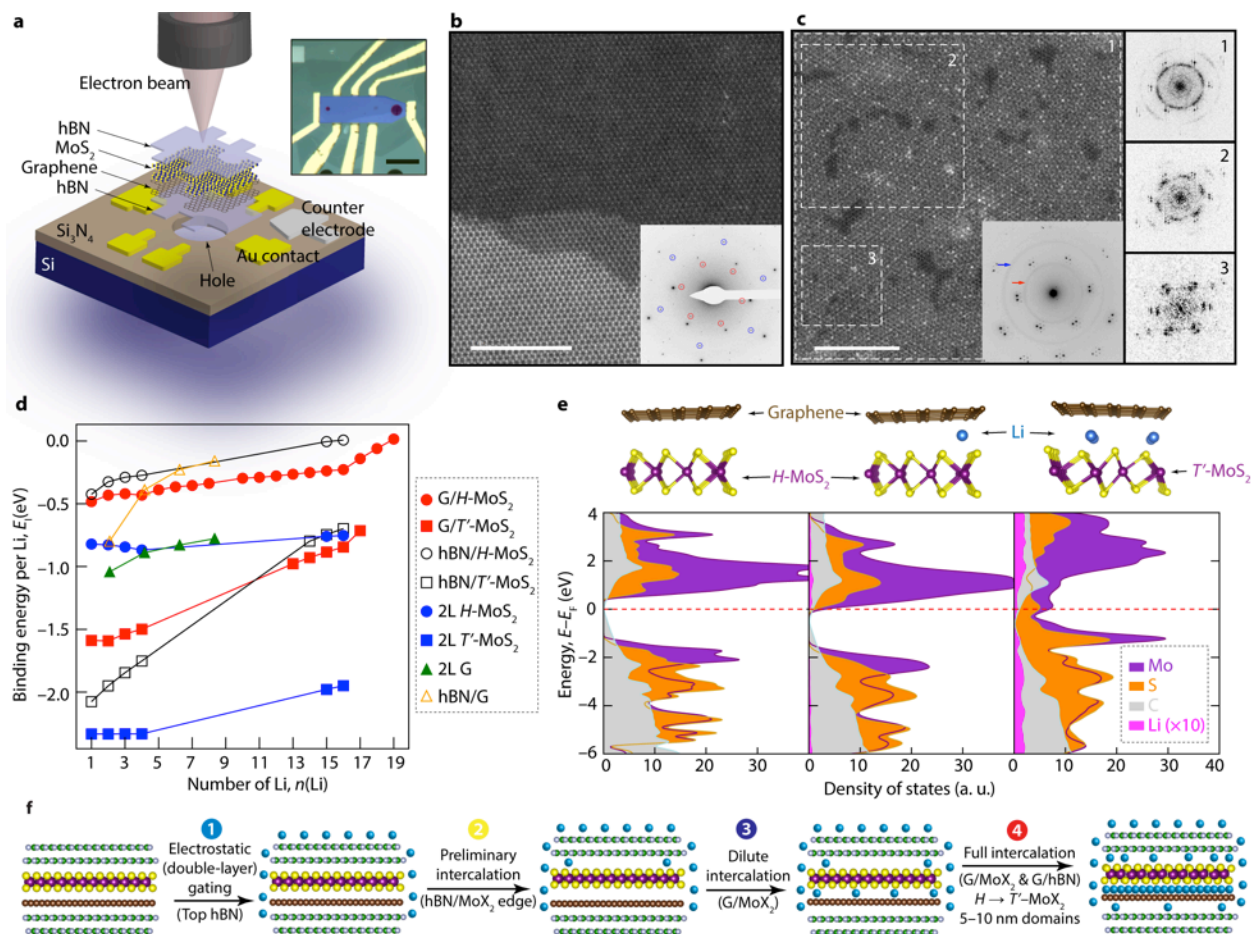 a
Electron beam
hBN
MoS2
Graphene
hBN
Si3N4
Si
Counter
electrode
Au contact
Hole
b
c
1
2
3
1
2
3
d
Binding energy per Li, Ei(eV)
0.0
−0.5
−1.0
−1.5
−2.0
1 3 5 7 9 11 13 15 17 19
Number of Li, n(Li)
G/H-MoS2
G/T′-MoS2
hBN/H-MoS2
hBN/T′-MoS2
2L H-MoS2
2L T′-MoS2
2L G
hBN/G
e
Graphene
Li
H-MoS2
T′-MoS2
Energy, E–EF (eV)
4
2
0
−2
−4
−6
0 10 20 30 0 10 20 30 0 10 20 30 40
Density of states (a. u.)
Mo
S
C
Li (×10)
f
1
Electrostatic
(double-layer)
gating
(Top hBN)
2
Preliminary
intercalation
(hBN/MoX2 edge)
3
Dilute
intercalation
(G/MoX2)
4
Full intercalation
(G/MoX2 & G/hBN)
H → T′–MoX2
5–10 nm domains